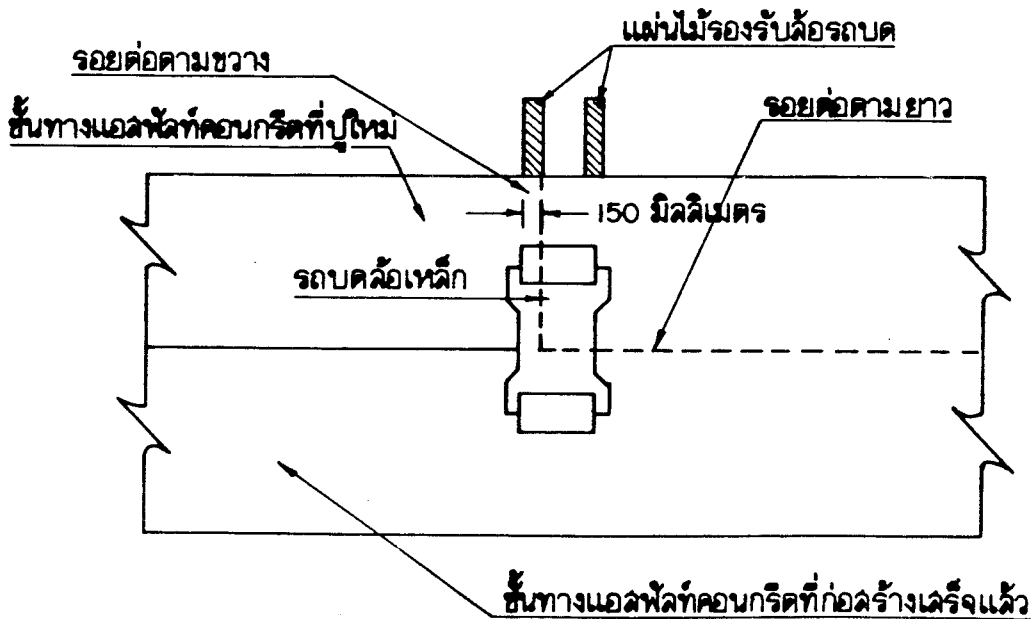 แผ่นไม้รองรับล้อรถบด
รอยต่อตามขวาง
รอยต่อตามยาว
ชั้นทางแอสฟัลท์คอนกรีตที่ปูใหม่
150 มิลลิเมตร
รถบดล้อเหล็ก
ชั้นทางแอสฟัลท์คอนกรีตที่ก่อสร้างเสร็จแล้ว